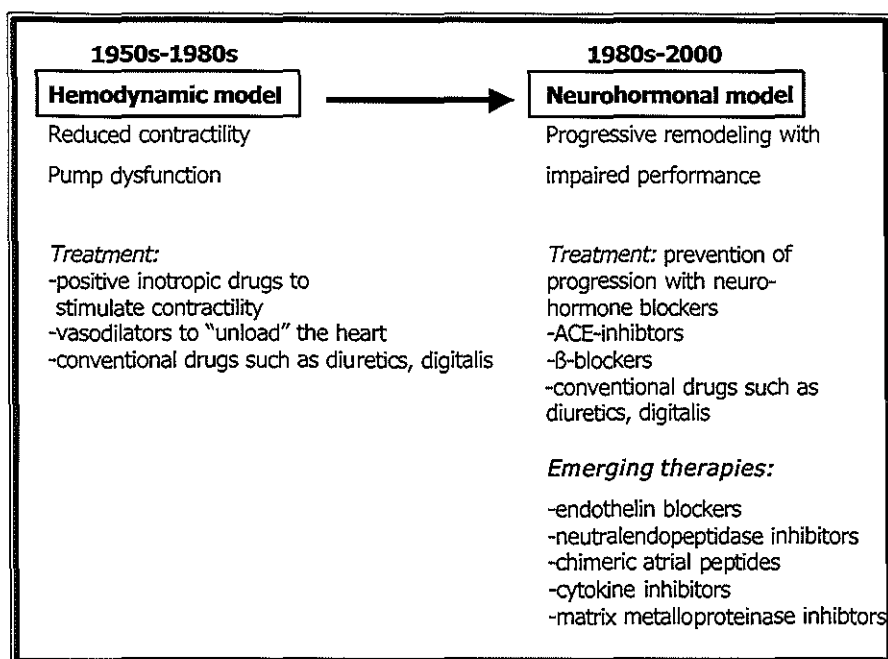 1950s-1980s
Hemodynamic model
Reduced contractility
Pump dysfunction
Treatment:
-positive inotropic drugs to
stimulate contractility
-vasodilators to "unload" the heart
-conventional drugs such as diuretics, digitalis
1980s-2000
Neurohormonal model
Progressive remodeling with
impaired performance
Treatment: prevention of
progression with neuro-
hormone blockers
-ACE-inhibtors
-ß-blockers
-conventional drugs such as
diuretics, digitalis
Emerging therapies:
-endothelin blockers
-neutralendopeptidase inhibitors
-chimeric atrial peptides
-cytokine inhibitors
-matrix metalloproteinase inhibtors